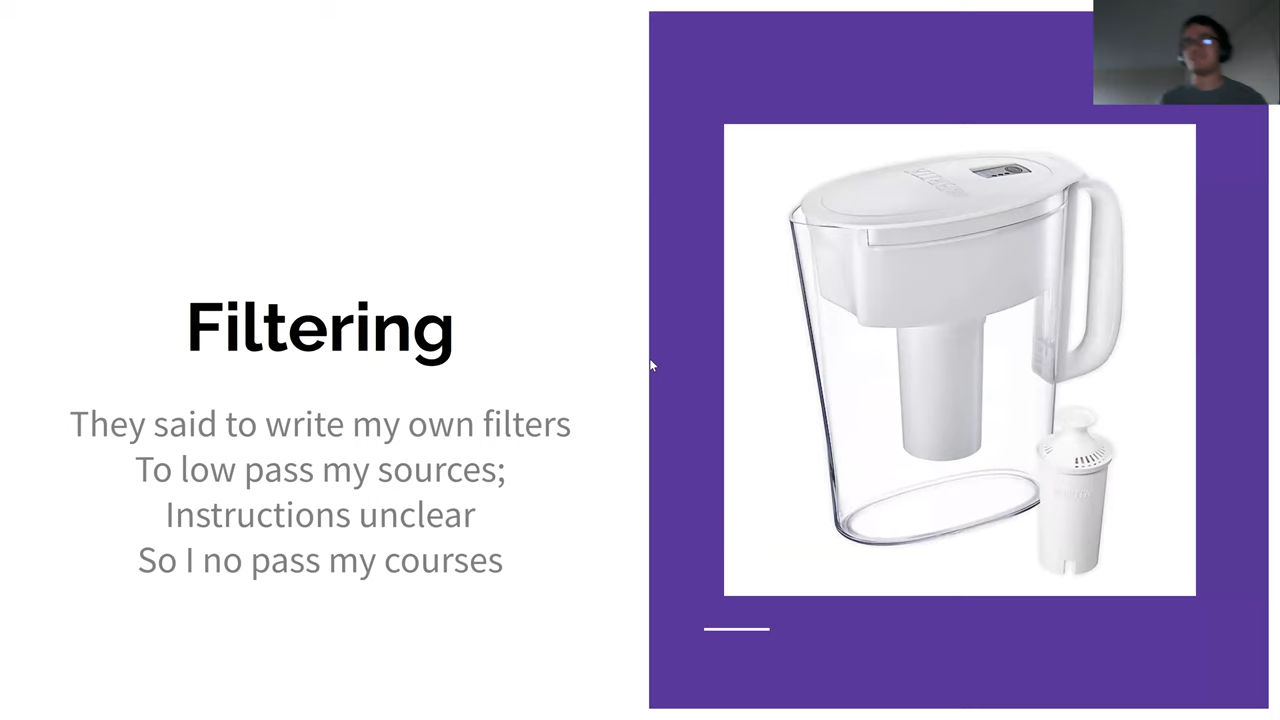 Filtering
They said to write my own filters
To low pass my sources;
Instructions unclear
So I no pass my courses